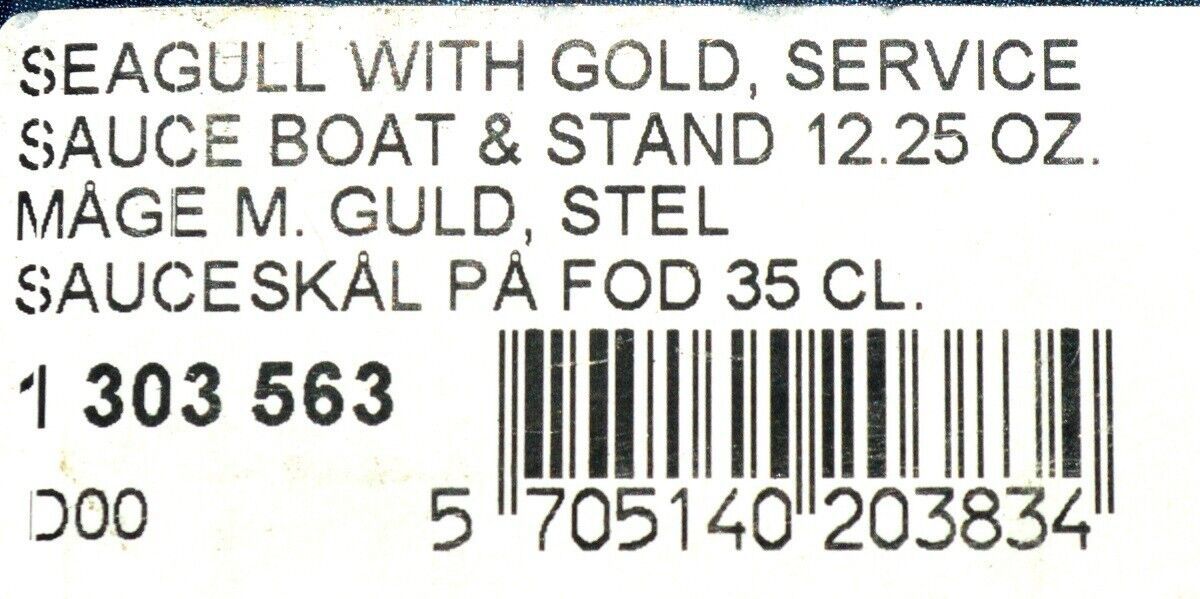 SEAGULL WITH GOLD, SERVICE
SAUCE BOAT & STAND 12.25 OZ.
MÅGE M. GULD, STEL
SAUCESKÅL PÅ FOD 35 CL.
1 303 563
D00
5 705140 203834